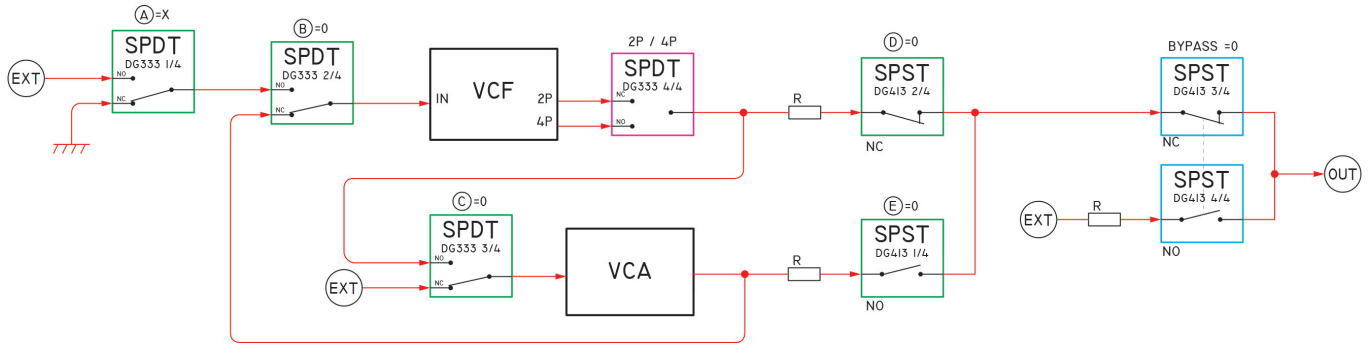 Ⓐ=X
SPDT
DG333 1/4
NO
NC
EXT
Ⓑ=0
SPDT
DG333 2/4
NO
NC
VCF
IN
2P
4P
2P / 4P
SPDT
DG333 4/4
NC
NO
R
Ⓓ=0
SPST
DG413 2/4
NC
BYPASS =0
SPST
DG413 3/4
NC
SPST
DG413 4/4
NO
EXT
R
OUT
Ⓒ=0
SPDT
DG333 3/4
NO
NC
EXT
VCA
R
Ⓔ=0
SPST
DG413 1/4
NO